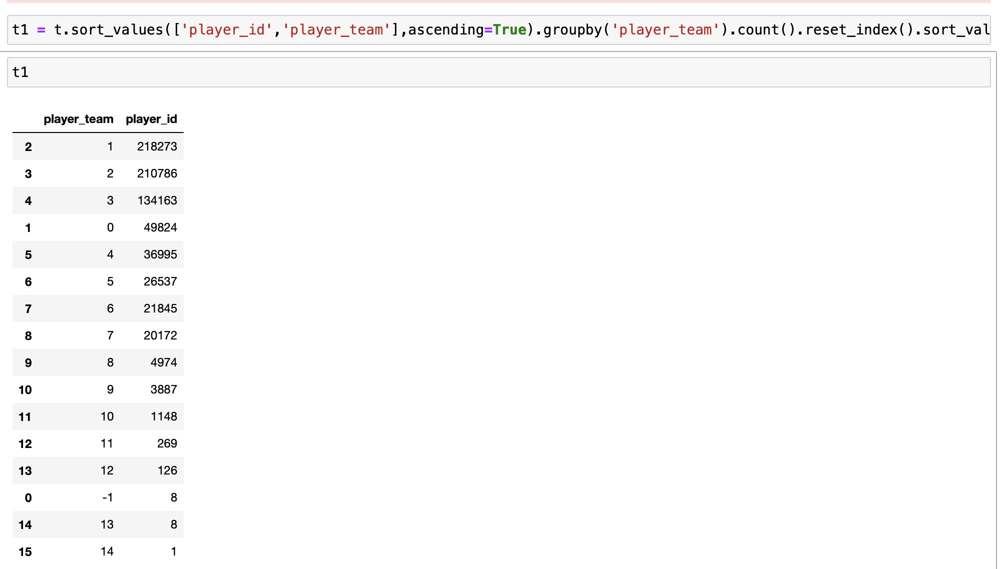 t1 = t.sort_values(['player_id','player_team'],ascending=True).groupby('player_team').count().reset_index().sort_val
t1
player_team player_id
2 1 218273
3 2 210786
4 3 134163
1 0 49824
5 4 36995
6 5 26537
7 6 21845
8 7 20172
9 8 4974
10 9 3887
11 10 1148
12 11 269
13 12 126
0 -1 8
14 13 8
15 14 1